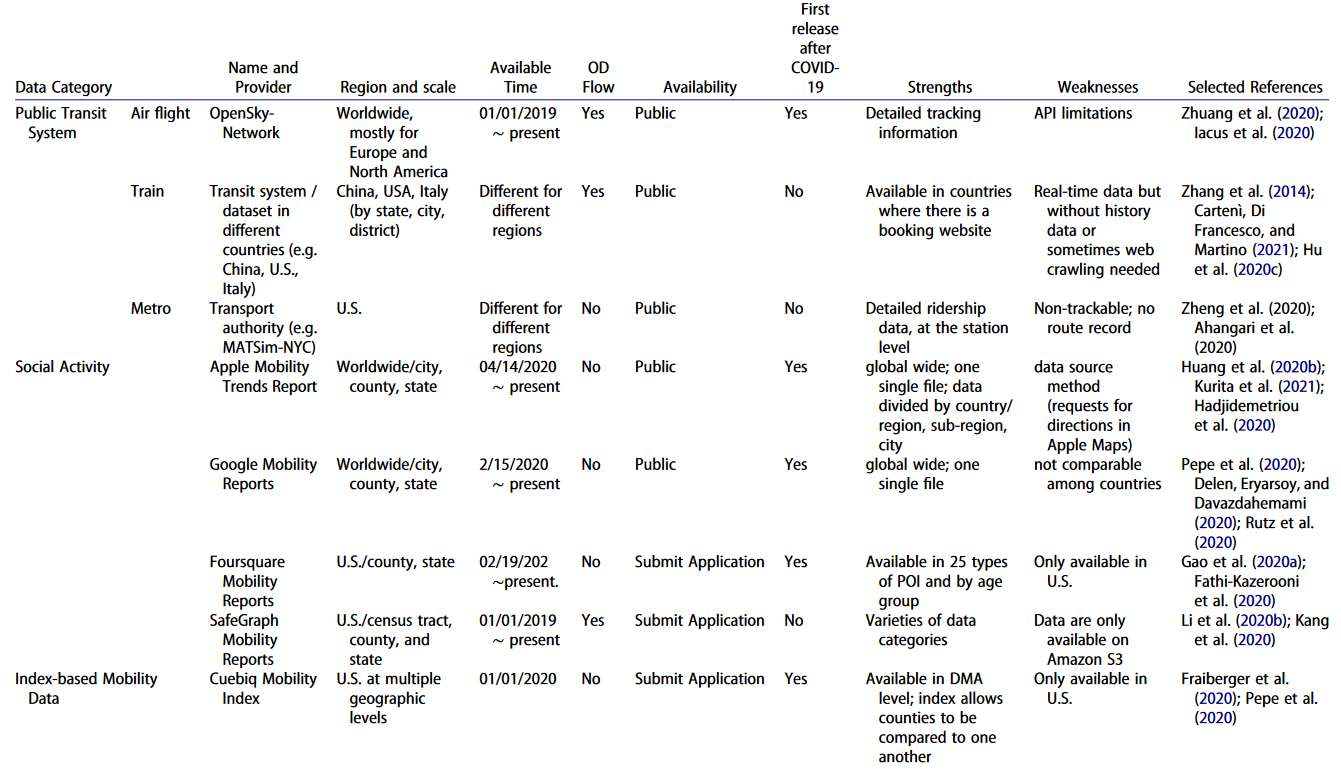 First
release
after
Name and Available OD COVID-
Data Category Provider Region and scale Time Flow Availability 19 Strengths Weaknesses Selected References
Public Transit Air flight OpenSky- Worldwide, 01/01/2019 Yes Public Yes Detailed tracking API limitations Zhuang et al. (2020);
System Network mostly for ∼ present information Iacus et al. (2020)
Europe and
North America
Train Transit system / China, USA, Italy Different for Yes Public No Available in countries Real-time data but Zhang et al. (2014);
dataset in (by state, city, different where there is a without history Cartenì, Di
different district) regions booking website data or Francesco, and
countries (e.g. sometimes web Martino (2021); Hu
China, U.S., crawling needed et al. (2020c)
Italy)
Metro Transport U.S. Different for No Public No Detailed ridership Non-trackable; no Zheng et al. (2020);
authority (e.g. different data, at the station route record Ahangari et al.
MATSim-NYC) regions level (2020)
Social Activity Apple Mobility Worldwide/city, 04/14/2020 No Public Yes global wide; one data source Huang et al. (2020b);
Trends Report county, state ∼ present single file; data method Kurita et al. (2021);
divided by country/ (requests for Hadjidemetriou
region, sub-region, directions in et al. (2020)
city Apple Maps)
Google Mobility Worldwide/city, 2/15/2020 No Public Yes global wide; one not comparable Pepe et al. (2020);
Reports county, state ∼ present single file among countries Delen, Eryarsoy, and
Davazdahemami
(2020); Rutz et al.
(2020)
Foursquare U.S./county, state 02/19/202 No Submit Application Yes Available in 25 types Only available in Gao et al. (2020a);
Mobility ∼present. of POI and by age U.S. Fathi-Kazerooni
Reports group et al. (2020)
SafeGraph U.S./census tract, 01/01/2019 Yes Submit Application No Varieties of data Data are only Li et al. (2020b); Kang
Mobility county, and ∼ present categories available on et al. (2020)
Reports state Amazon S3
Index-based Mobility Cuebiq Mobility U.S. at multiple 01/01/2020 No Submit Application Yes Available in DMA Only available in Fraiberger et al.
Data Index geographic level; index allows U.S. (2020); Pepe et al.
levels counties to be (2020)
compared to one
another